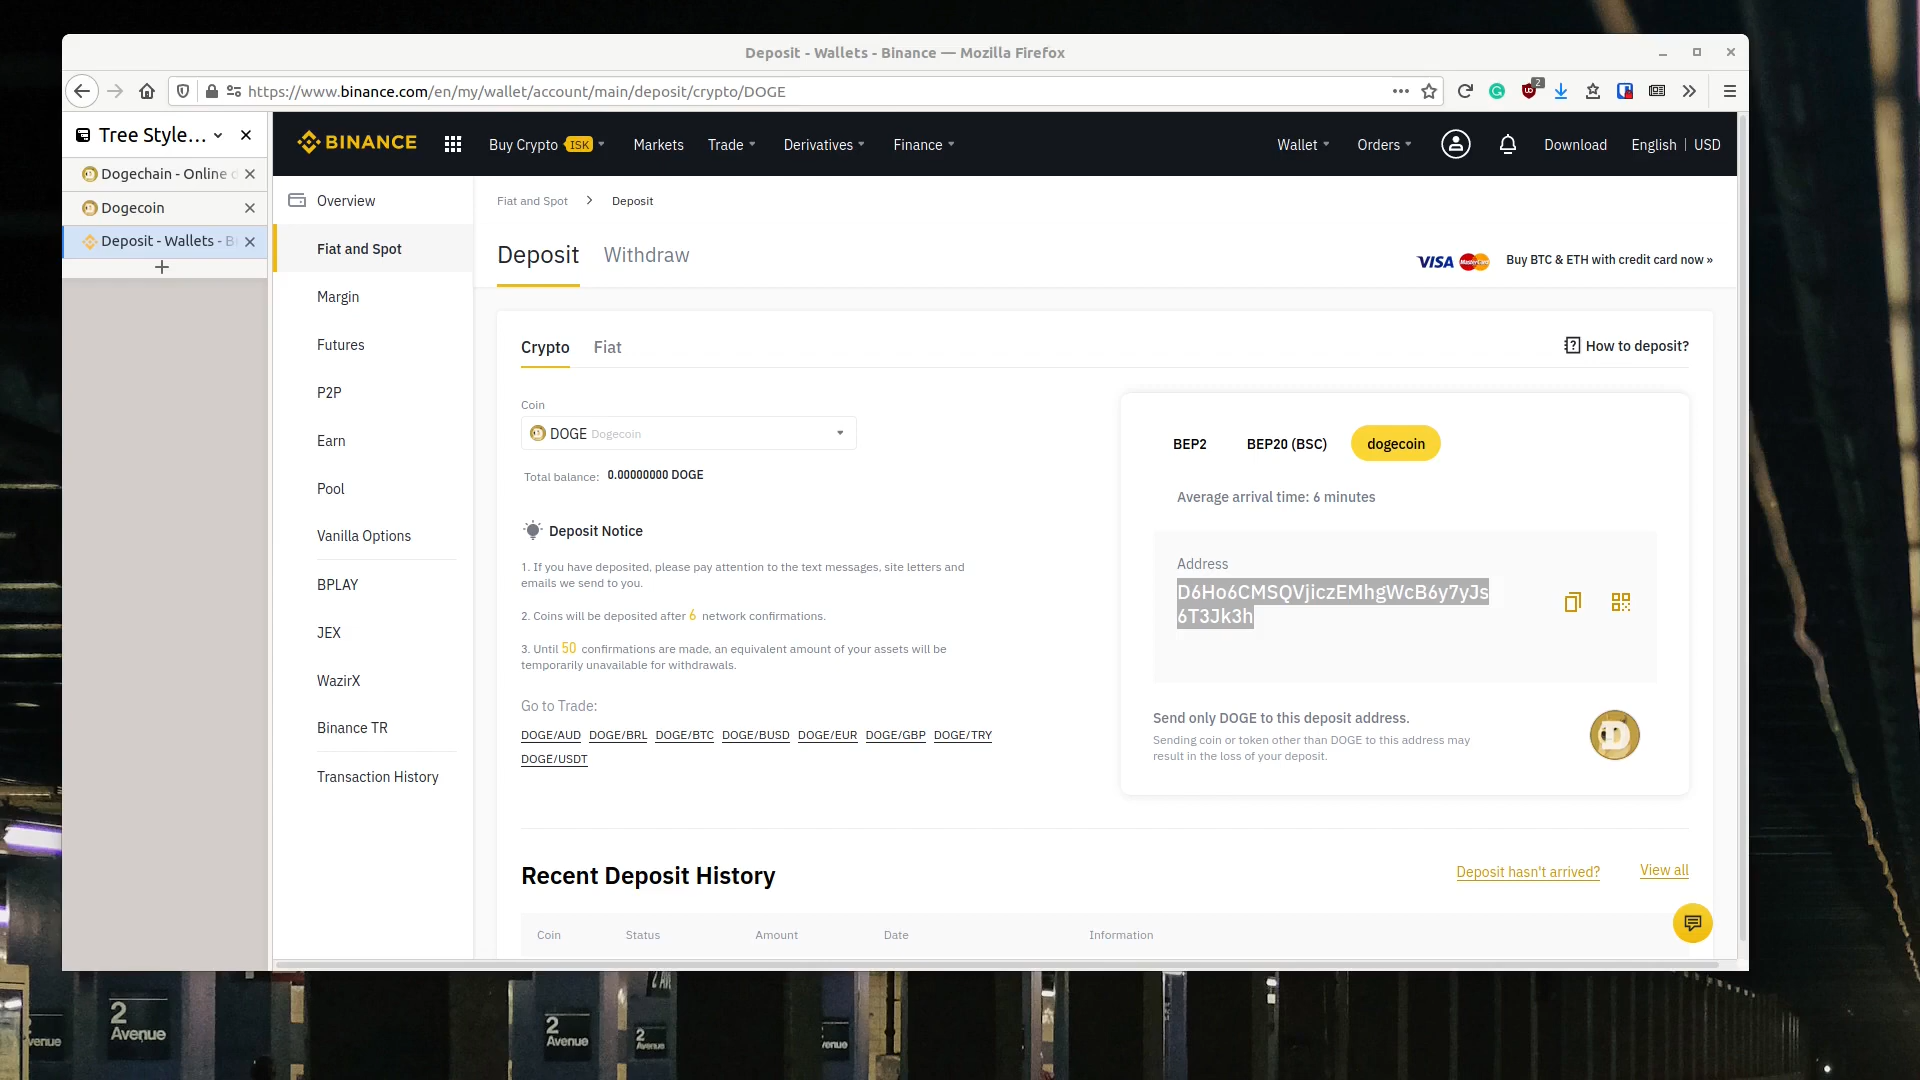 Deposit - Wallets - Binance — Mozilla Firefox
https://www.binance.com/en/my/wallet/account/main/deposit/crypto/DOGE
2
Tree Style...
Dogechain - Online
Dogecoin
Deposit - Wallets - B
BINANCE
Buy Crypto ISK
Markets
Trade
Derivatives
Finance
Wallet
Orders
Download
English | USD
Overview
Fiat and Spot
Margin
Futures
P2P
Earn
Pool
Vanilla Options
BPLAY
JEX
WazirX
Binance TR
Transaction History
Fiat and Spot > Deposit
Deposit
Withdraw
VISA MasterCard Buy BTC & ETH with credit card now »
Crypto
Fiat
How to deposit?
Coin
DOGE Dogecoin
Total balance: 0.00000000 DOGE
Deposit Notice
1. If you have deposited, please pay attention to the text messages, site letters and
emails we send to you.
2. Coins will be deposited after 6 network confirmations.
3. Until 50 confirmations are made, an equivalent amount of your assets will be
temporarily unavailable for withdrawals.
Go to Trade:
DOGE/AUD DOGE/BRL DOGE/BTC DOGE/BUSD DOGE/EUR DOGE/GBP DOGE/TRY
DOGE/USDT
BEP2
BEP20 (BSC)
dogecoin
Average arrival time: 6 minutes
Address
D6Ho6CMSQVjiczEMhgWcB6y7yJs
6T3Jk3h
Send only DOGE to this deposit address.
Sending coin or token other than DOGE to this address may
result in the loss of your deposit.
Recent Deposit History
Deposit hasn't arrived?
View all
Coin
Status
Amount
Date
Information
2
Avenue
2
Avenue
2
Avenue